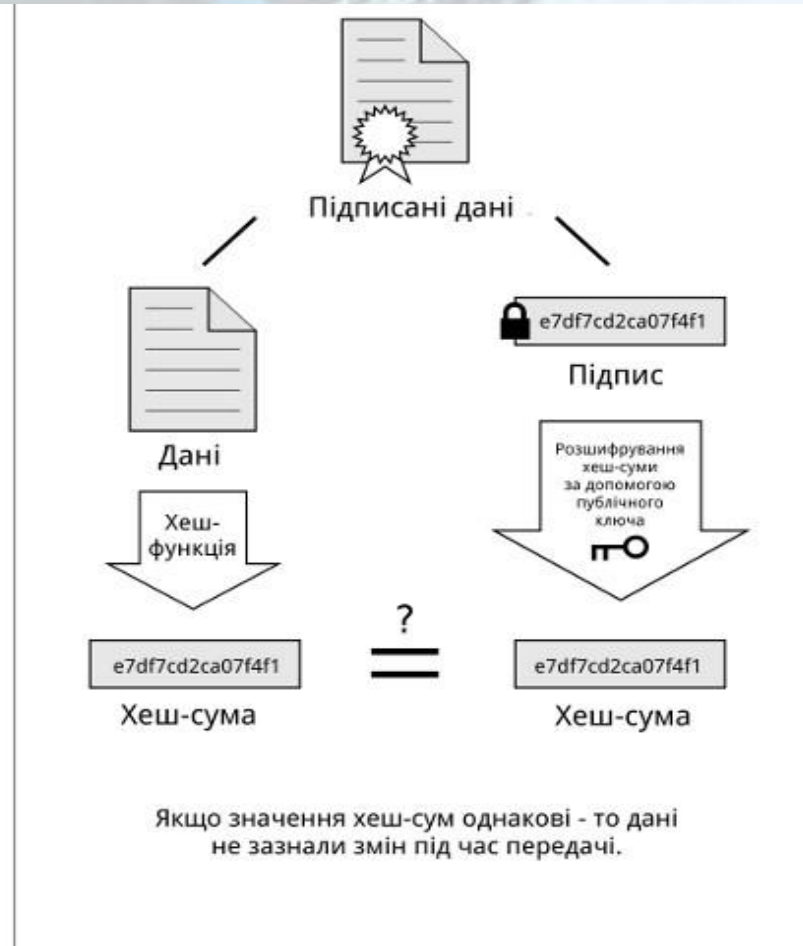 Підписані дані
e7df7cd2ca07f4f1
Підпис
Дані
Хеш-
функція
Розшифрування
хеш-суми
за допомогою
публічного
ключа
?
e7df7cd2ca07f4f1
e7df7cd2ca07f4f1
Хеш-сума
Хеш-сума
Якщо значення хеш-сум однакові - то дані
не зазнали змін під час передачі.